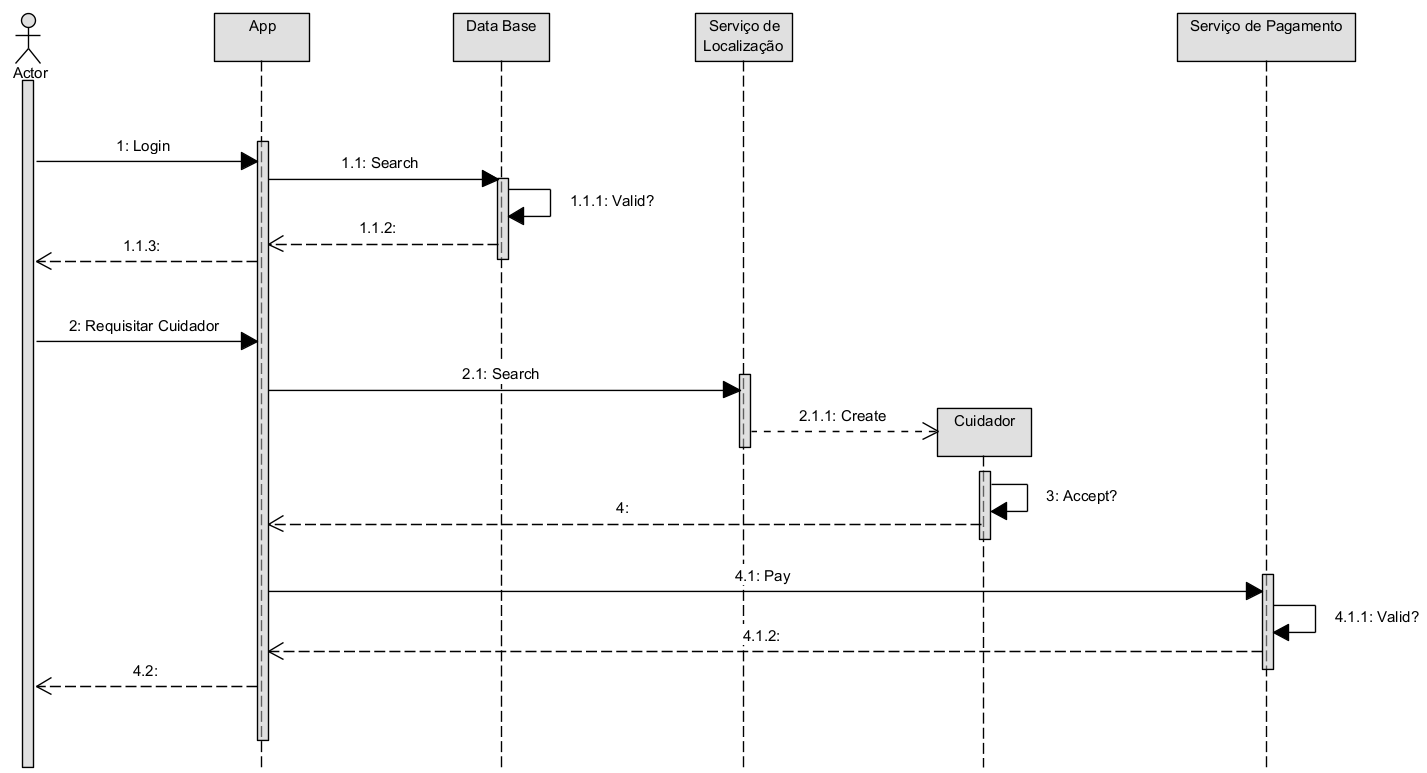 App
Data Base
Serviço de
Localização
Serviço de Pagamento
Actor
1: Login
1.1: Search
1.1.1: Valid?
1.1.2:
1.1.3:
2: Requisitar Cuidador
2.1: Search
2.1.1: Create
Cuidador
3: Accept?
4:
4.1: Pay
4.1.1: Valid?
4.1.2:
4.2: